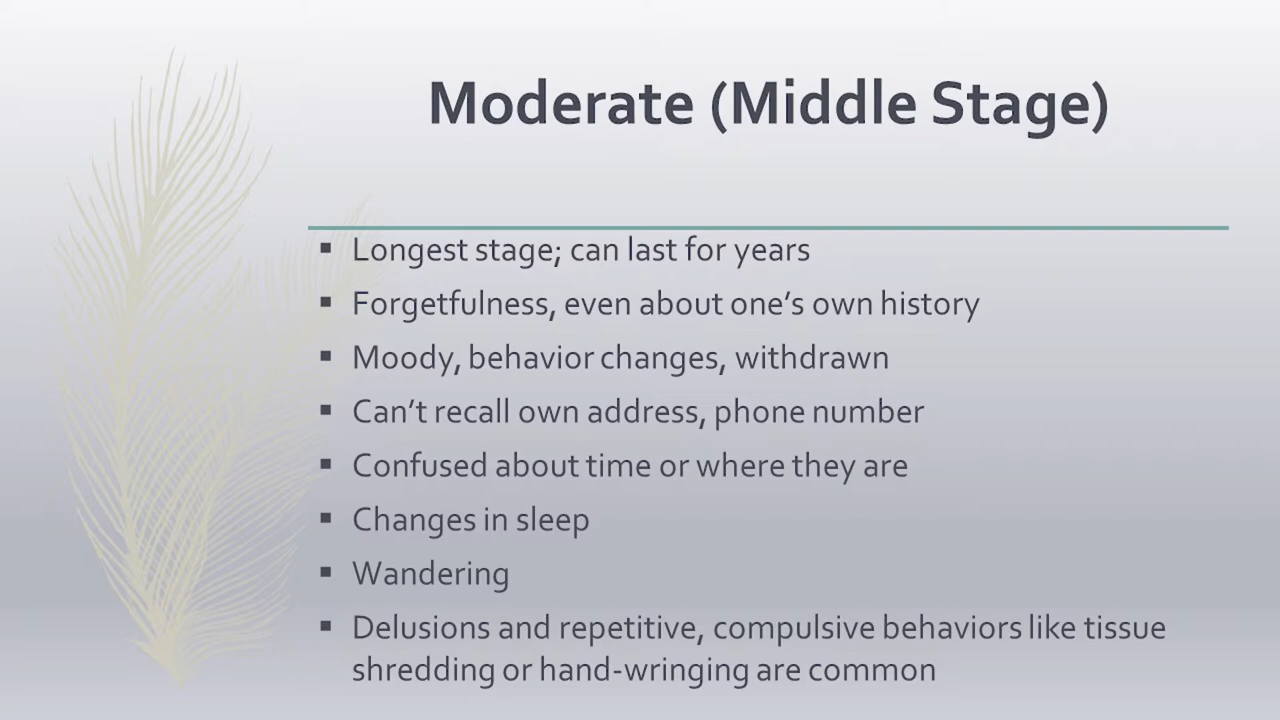 Moderate (Middle Stage)
▪ Longest stage; can last for years
▪ Forgetfulness, even about one’s own history
▪ Moody, behavior changes, withdrawn
▪ Can’t recall own address, phone number
▪ Confused about time or where they are
▪ Changes in sleep
▪ Wandering
▪ Delusions and repetitive, compulsive behaviors like tissue
shredding or hand-wringing are common